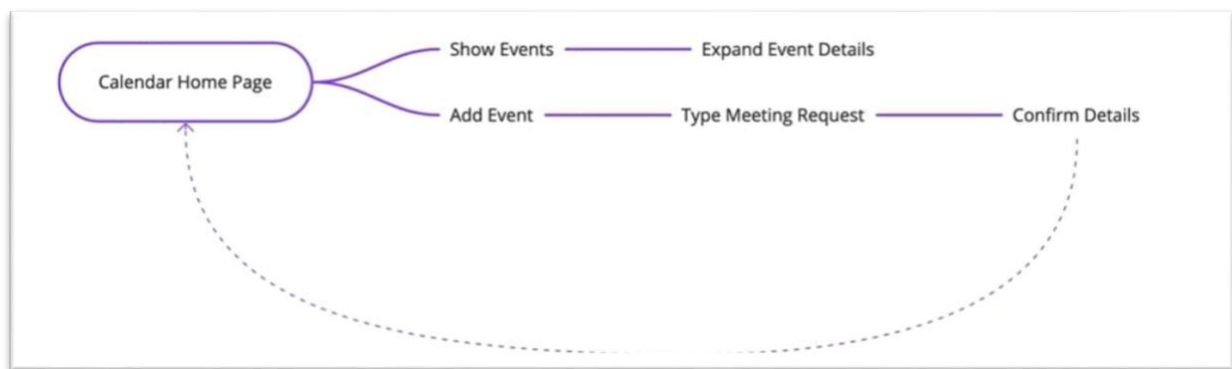 Calendar Home Page
Show Events
Expand Event Details
Add Event
Type Meeting Request
Confirm Details